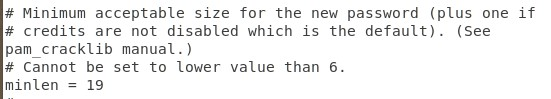 # Minimum acceptable size for the new password (plus one if
# credits are not disabled which is the default). (See
pam_cracklib manual.)
# Cannot be set to lower value than 6.
minlen = 19